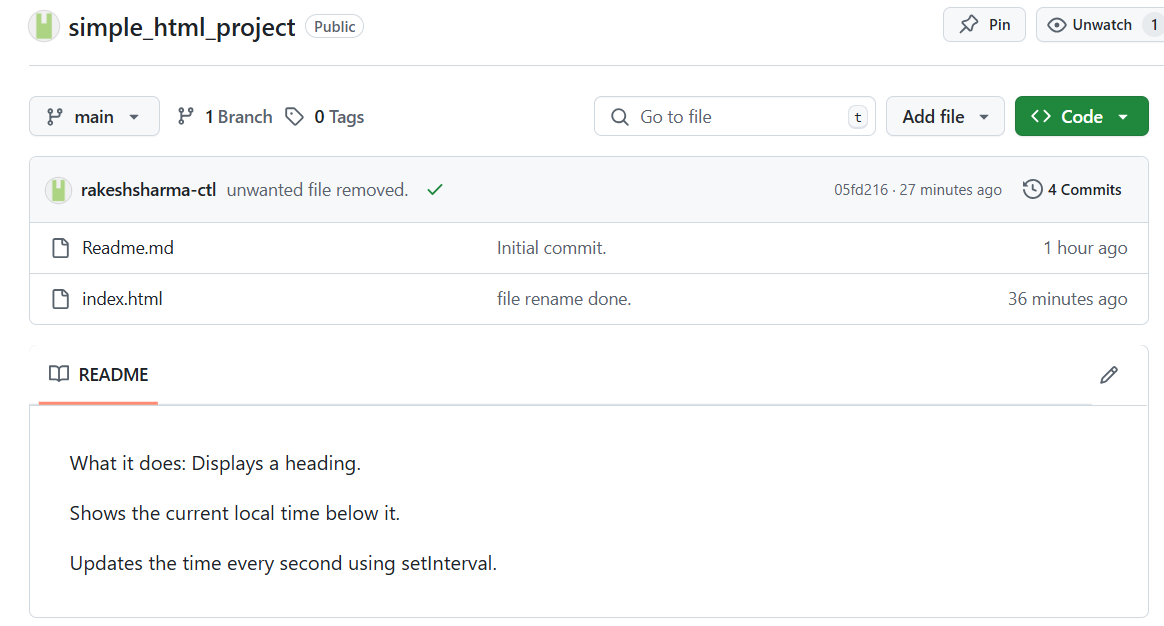 simple_html_project Public Pin Unwatch 1
main 1 Branch 0 Tags Go to file t Add file Code
rakeshsharma-ctl unwanted file removed. 05fd216 · 27 minutes ago 4 Commits
Readme.md Initial commit. 1 hour ago
index.html file rename done. 36 minutes ago
README
What it does: Displays a heading.
Shows the current local time below it.
Updates the time every second using setInterval.